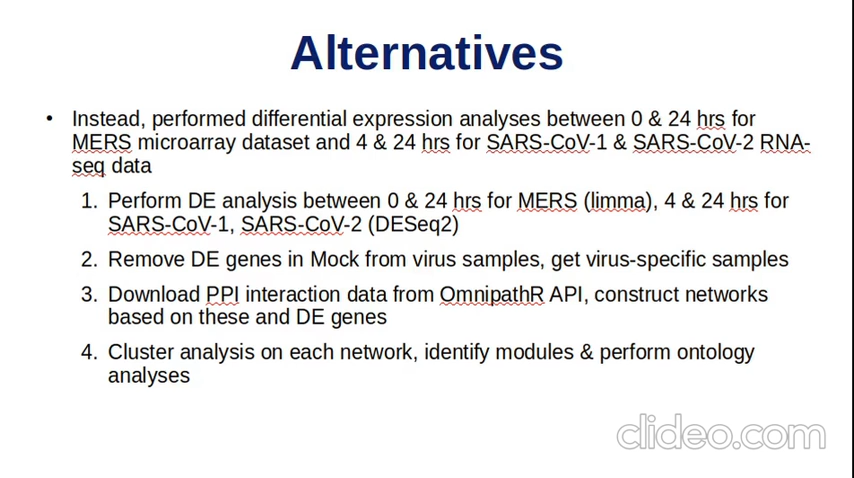 Alternatives
• Instead, performed differential expression analyses between 0 & 24 hrs for
MERS microarray dataset and 4 & 24 hrs for SARS-CoV-1 & SARS-CoV-2 RNA-
seq data
1. Perform DE analysis between 0 & 24 hrs for MERS (limma), 4 & 24 hrs for
SARS-CoV-1, SARS-CoV-2 (DESeq2)
2. Remove DE genes in Mock from virus samples, get virus-specific samples
3. Download PPI interaction data from OmnipathR API, construct networks
based on these and DE genes
4. Cluster analysis on each network, identify modules & perform ontology
analyses
clideo.com